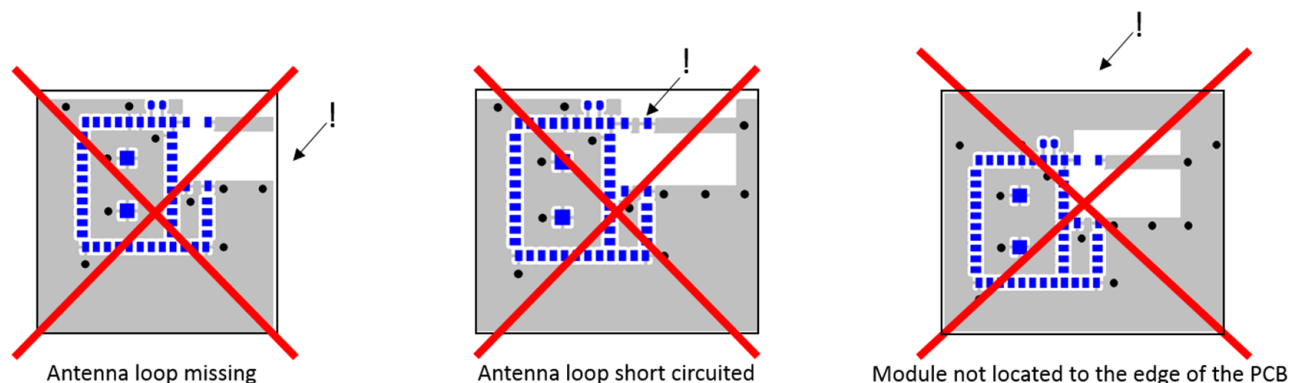 !
!
!
Antenna loop missing
Antenna loop short circuited
Module not located to the edge of the PCB